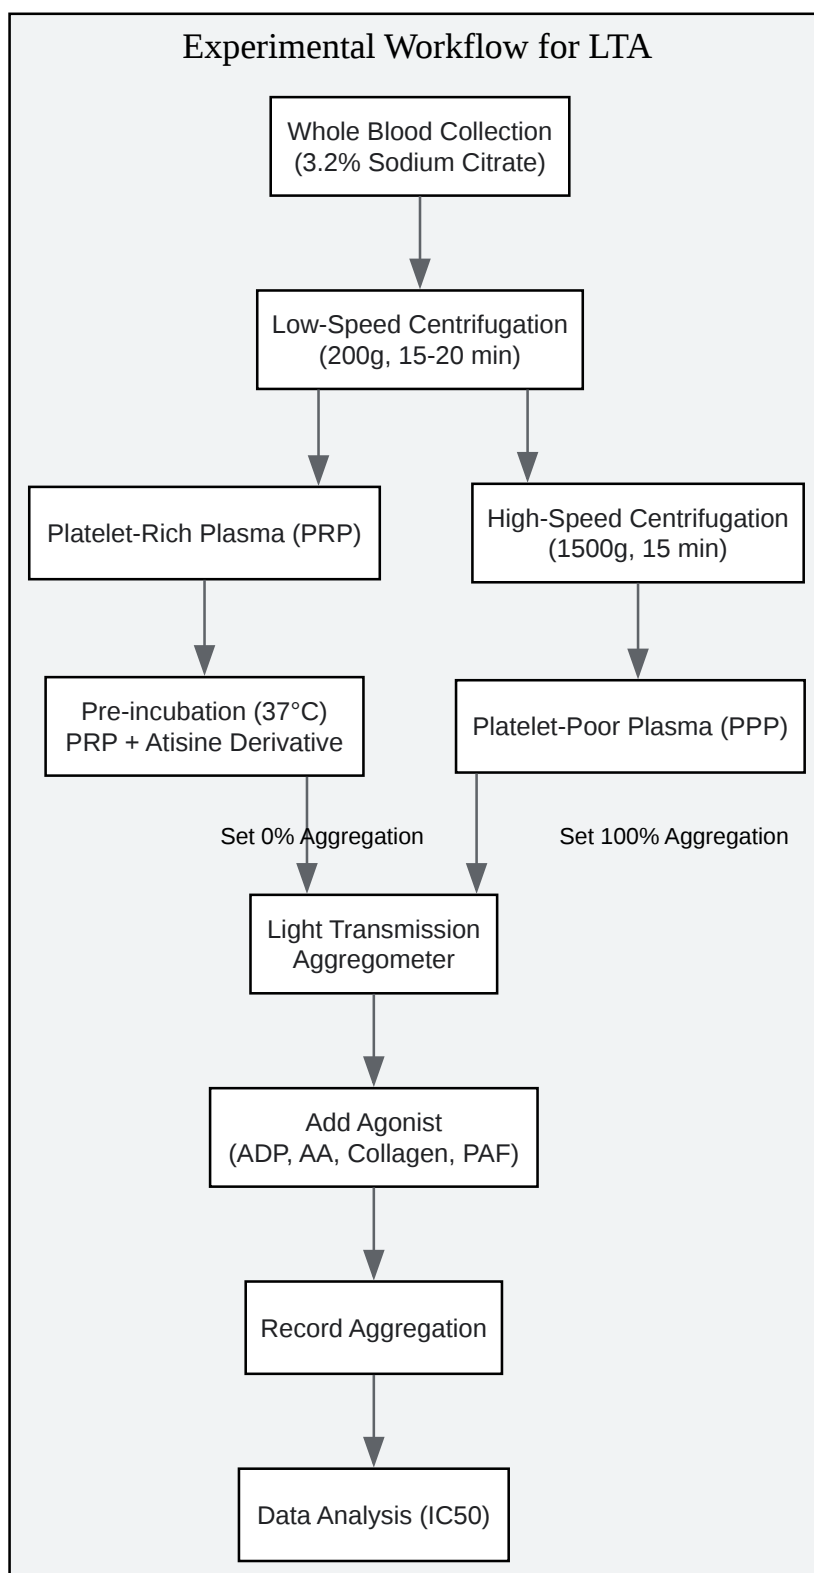 Experimental Workflow for LTA
Whole Blood Collection
(3.2% Sodium Citrate)
Low-Speed Centrifugation
(200g, 15-20 min)
Platelet-Rich Plasma (PRP)
High-Speed Centrifugation
(1500g, 15 min)
Pre-incubation (37°C)
PRP + Atisine Derivative
Platelet-Poor Plasma (PPP)
Set 0% Aggregation
Set 100% Aggregation
Light Transmission
Aggregometer
Add Agonist
(ADP, AA, Collagen, PAF)
Record Aggregation
Data Analysis (IC50)